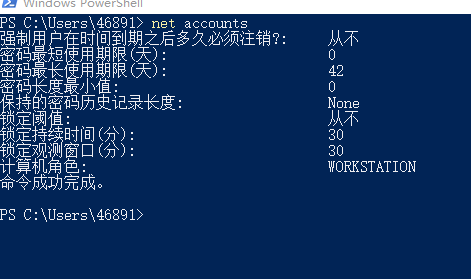 Windows PowerShell
PS C:\Users\46891> net accounts
强制用户在时间到期之后多久必须注销?: 从不
密码最短使用期限(天): 0
密码最长使用期限(天): 42
密码长度最小值: 0
保持的密码历史记录长度: None
锁定阈值: 从不
锁定持续时间(分): 30
锁定观测窗口(分): 30
计算机角色: WORKSTATION
命令成功完成。
PS C:\Users\46891>